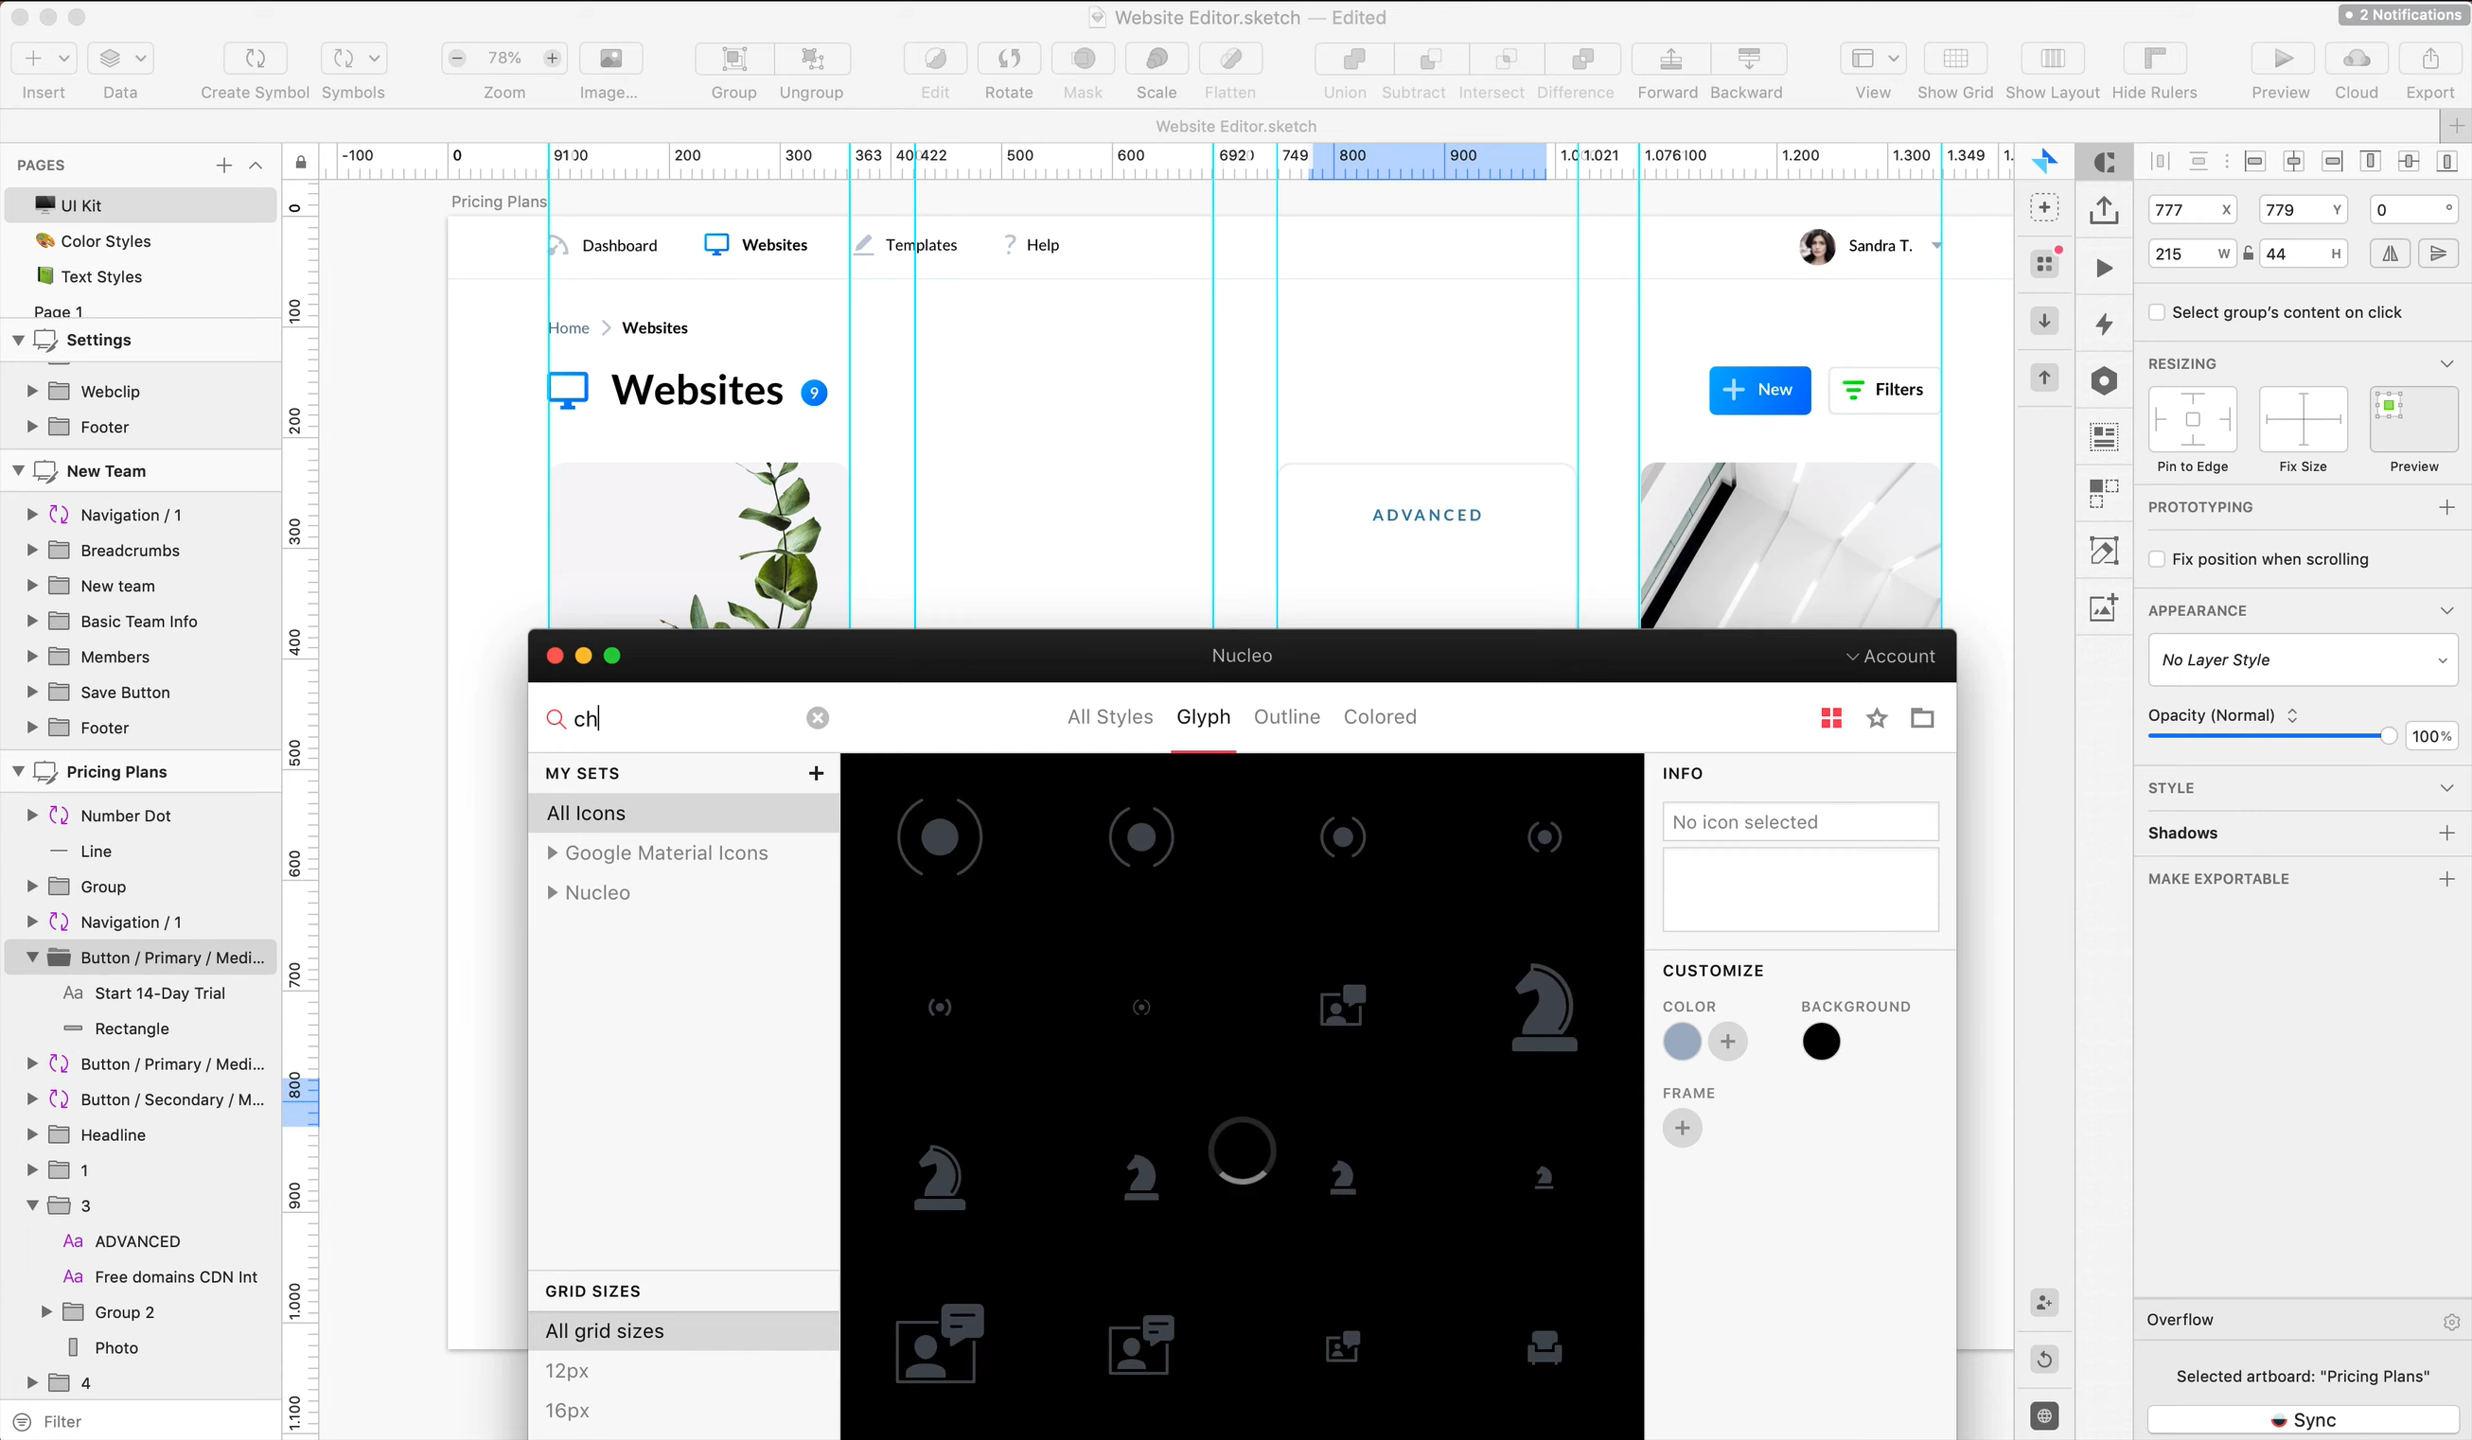 Website Editor.sketch — Edited
2 Notifications
78%
Insert
Data
Create Symbol
Symbols
Zoom
Image...
Group
Ungroup
Edit
Rotate
Mask
Scale
Flatten
Union
Subtract
Intersect
Difference
Forward
Backward
View
Show Grid
Show Layout
Hide Rulers
Preview
Cloud
Export
Website Editor.sketch
PAGES
UI Kit
Color Styles
Text Styles
Page 1
Settings
Webclip
Footer
New Team
Navigation / 1
Breadcrumbs
New team
Basic Team Info
Members
Save Button
Footer
Pricing Plans
Number Dot
Line
Group
Navigation / 1
Button / Primary / Medi...
Start 14-Day Trial
Rectangle
Button / Primary / Medi...
Button / Secondary / M...
Headline
1
3
ADVANCED
Free domains CDN Int
Group 2
Photo
4
Filter
-100
0
200
300
363
422
500
600
749
800
900
1.021
1.076
1.200
1.300
1.349
0
100
200
300
400
500
600
700
800
900
1.000
1.100
Pricing Plans
Dashboard
Websites
Templates
? Help
Sandra T.
Home
Websites
Websites 9
New
Filters
ADVANCED
Nucleo
Account
ch
All Styles
Glyph
Outline
Colored
MY SETS
All Icons
Google Material Icons
Nucleo
GRID SIZES
All grid sizes
12px
16px
INFO
No icon selected
CUSTOMIZE
COLOR
BACKGROUND
FRAME
777 X
779 Y
0 °
215 W
44 H
Select group's content on click
RESIZING
Pin to Edge
Fix Size
Preview
PROTOTYPING
Fix position when scrolling
APPEARANCE
No Layer Style
Opacity (Normal)
100%
STYLE
Shadows
MAKE EXPORTABLE
Overflow
Selected artboard: "Pricing Plans"
Sync